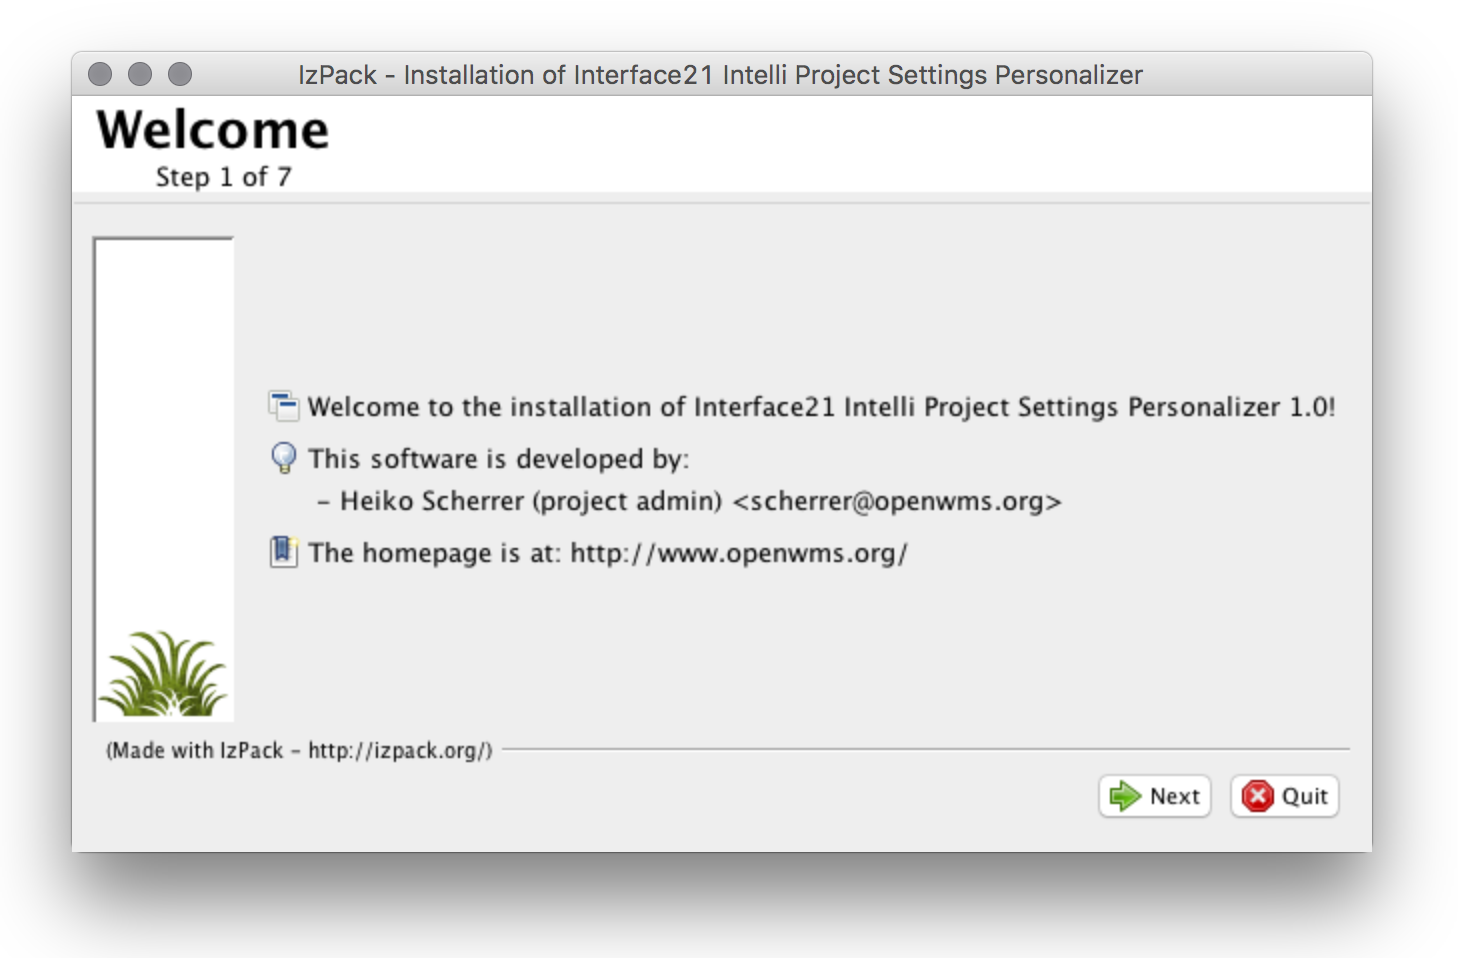 IzPack - Installation of Interface21 Intelli Project Settings Personalizer
Welcome
Step 1 of 7
Welcome to the installation of Interface21 Intelli Project Settings Personalizer 1.0!
This software is developed by:
- Heiko Scherrer (project admin) <scherrer@openwms.org>
The homepage is at: http://www.openwms.org/
(Made with IzPack - http://izpack.org/)
Next
Quit